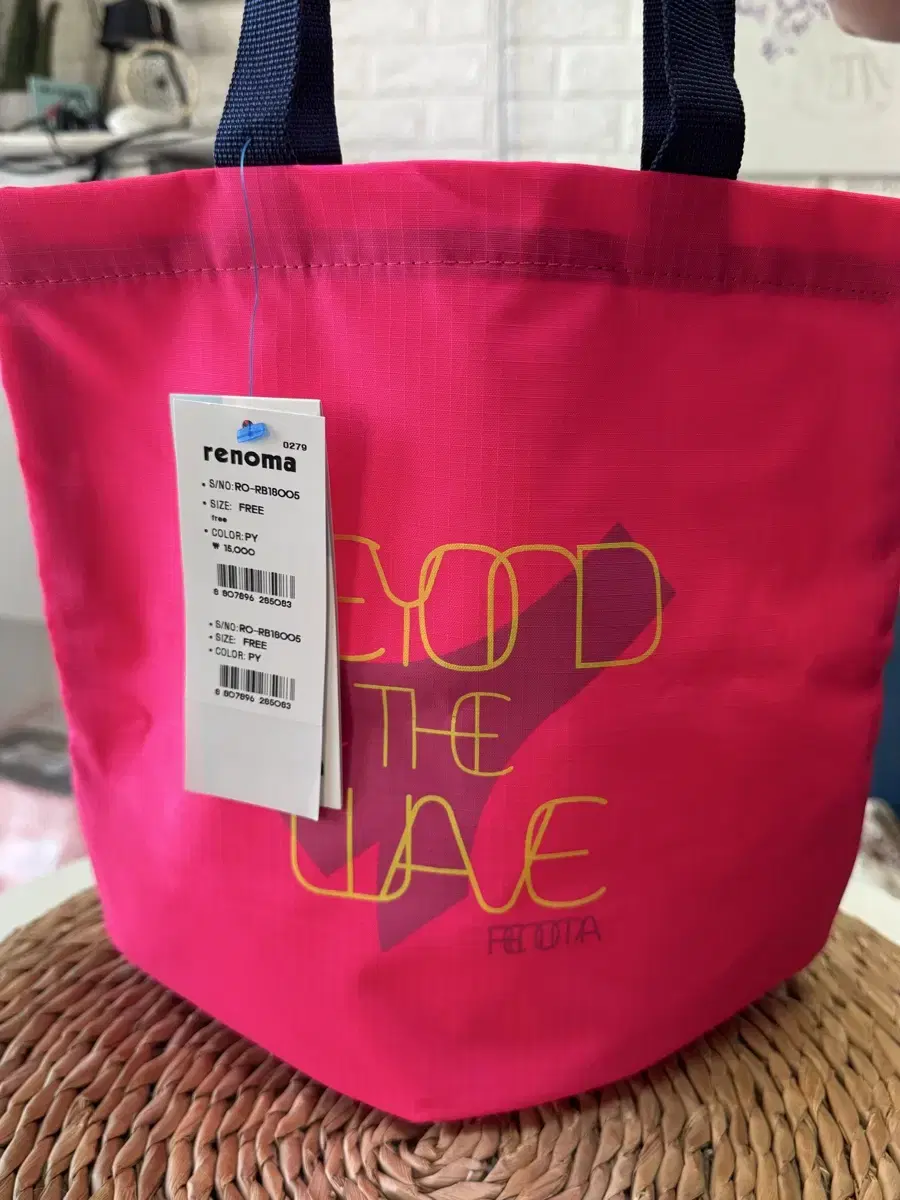 0279
renoma
• S/NO: RO-RB18005
• SIZE: FREE
free
• COLOR: PY
₩ 15,000
8 807896 285083
• S/NO: RO-RB18005
• SIZE: FREE
• COLOR: PY
8 807896 285083
EYOOD
THE
WAVE
RENOMA